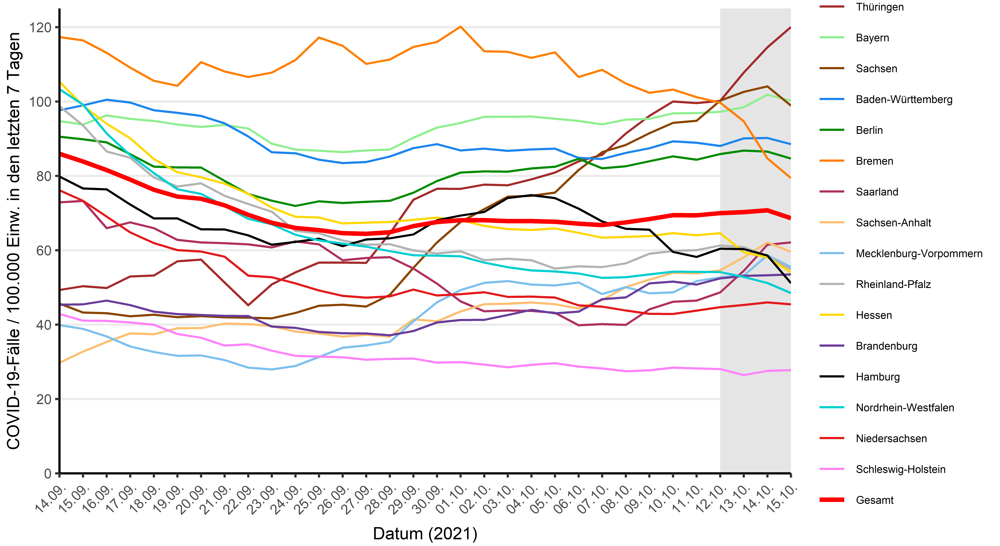 COVID-19-Fälle / 100.000 Einw. in den letzten 7 Tagen
120
100
80
60
40
20
0
14.09.
15.09.
16.09.
17.09.
18.09.
19.09.
20.09.
21.09.
22.09.
23.09.
24.09.
25.09.
26.09.
27.09.
28.09.
29.09.
30.09.
01.10.
02.10.
03.10.
04.10.
05.10.
06.10.
07.10.
08.10.
09.10.
10.10.
11.10.
12.10.
13.10.
14.10.
15.10.
Datum (2021)
Thüringen
Bayern
Sachsen
Baden-Württemberg
Berlin
Bremen
Saarland
Sachsen-Anhalt
Mecklenburg-Vorpommern
Rheinland-Pfalz
Hessen
Brandenburg
Hamburg
Nordrhein-Westfalen
Niedersachsen
Schleswig-Holstein
Gesamt